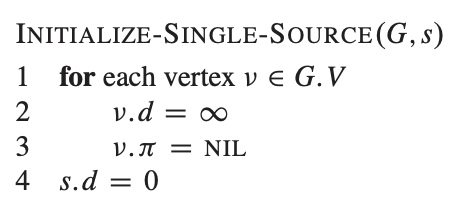 INITIALIZE-SINGLE-SOURCE(G, s)
1 for each vertex ν ∈ G.V
2 ν.d = ∞
3 ν.π = NIL
4 s.d = 0